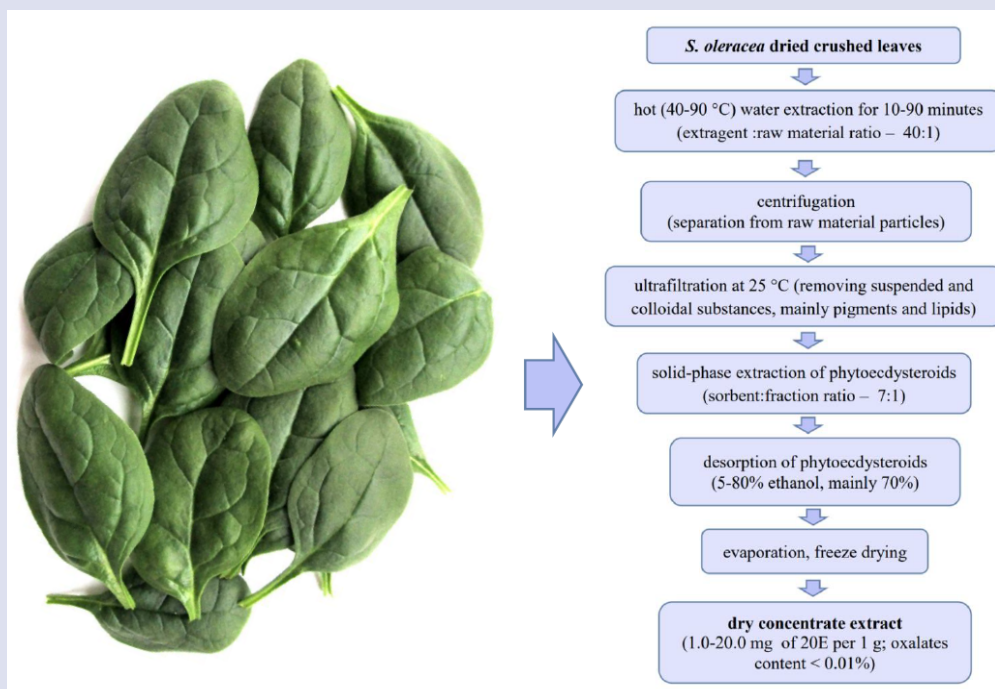 S. oleracea dried crushed leaves
hot (40-90 °C) water extraction for 10-90 minutes
(extragent :raw material ratio – 40:1)
centrifugation
(separation from raw material particles)
ultrafiltration at 25 °C (removing suspended and
colloidal substances, mainly pigments and lipids)
solid-phase extraction of phytoecdysteroids
(sorbent:fraction ratio – 7:1)
desorption of phytoecdysteroids
(5-80% ethanol, mainly 70%)
evaporation, freeze drying
dry concentrate extract
(1.0-20.0 mg of 20E per 1 g; oxalates
content < 0.01%)